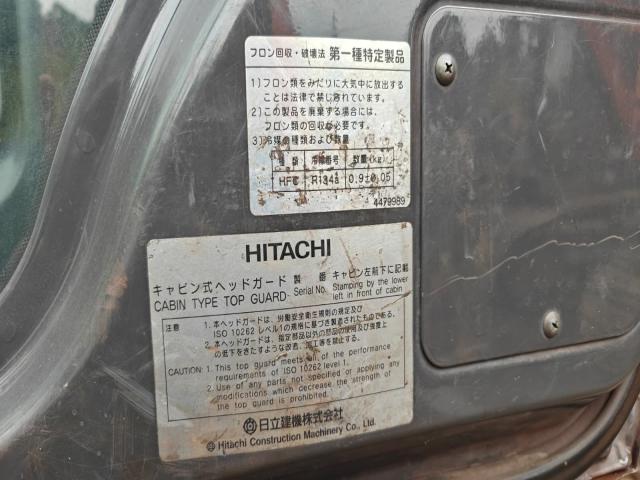 フロン回収・破壊法 第一種特定製品
1)フロン類をみだりに大気中に放出する
ことは法律で禁じられています。
2)この製品を廃棄する場合には、
フロン類の回収が必要です。
3)冷媒の種類および数量
種類 冷媒番号 数量(kg)
HFC R134a 0.9±0.05
4479989
HITACHI
キャビン式ヘッドガード 製番 キャビン左前下に記載
CABIN TYPE TOP GUARD Serial No. Stamping by the lower
left in front of cabin
注意 1. 本ヘッドガードは、労働安全衛生規則の規定及び
ISO 10262 レベル1の規格に基づき製造したものである。
2. 本ヘッドガードは、指定部品以外の部品の使用及び強度上
の低下をきたすような改造、加工等を禁止する。
CAUTION: 1. This top guard meets all of the performance
requirements of ISO 10262 level 1.
2. Use of any parts not specified or applying any
modifications which decrease the strength of
the top guard is prohibited.
日立建機株式会社
Hitachi Construction Machinery Co., Ltd.